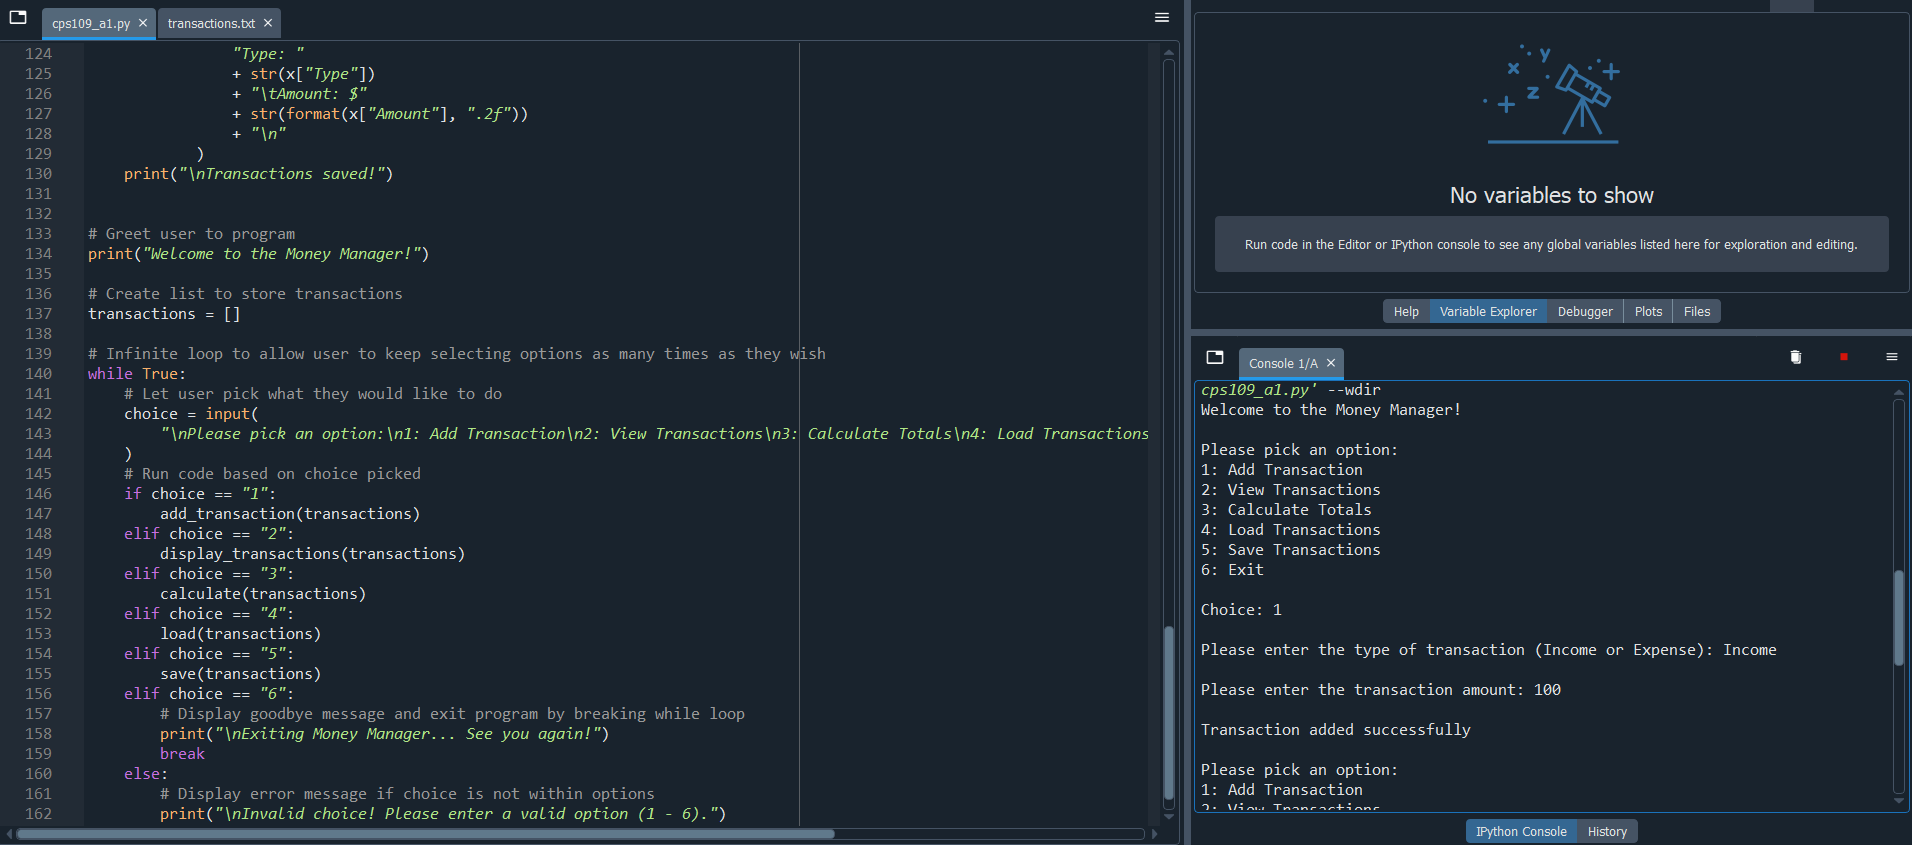 cps109_a1.py
transactions.txt
124 "Type: "
125 + str(x["Type"])
126 + "\tAmount: $"
127 + str(format(x["Amount"], ".2f"))
128 + "\n"
129 )
130 print("\nTransactions saved!")
131
132
133 # Greet user to program
134 print("Welcome to the Money Manager!")
135
136 # Create list to store transactions
137 transactions = []
138
139 # Infinite loop to allow user to keep selecting options as many times as they wish
140 while True:
141 # Let user pick what they would like to do
142 choice = input(
143 "\nPlease pick an option:\n1: Add Transaction\n2: View Transactions\n3: Calculate Totals\n4: Load Transactions
144 )
145 # Run code based on choice picked
146 if choice == "1":
147 add_transaction(transactions)
148 elif choice == "2":
149 display_transactions(transactions)
150 elif choice == "3":
151 calculate(transactions)
152 elif choice == "4":
153 load(transactions)
154 elif choice == "5":
155 save(transactions)
156 elif choice == "6":
157 # Display goodbye message and exit program by breaking while loop
158 print("\nExiting Money Manager... See you again!")
159 break
160 else:
161 # Display error message if choice is not within options
162 print("\nInvalid choice! Please enter a valid option (1 - 6).")
x y z
No variables to show
Run code in the Editor or IPython console to see any global variables listed here for exploration and editing.
Help Variable Explorer Debugger Plots Files
Console 1/A
cps109_a1.py' --wdir
Welcome to the Money Manager!
Please pick an option:
1: Add Transaction
2: View Transactions
3: Calculate Totals
4: Load Transactions
5: Save Transactions
6: Exit
Choice: 1
Please enter the type of transaction (Income or Expense): Income
Please enter the transaction amount: 100
Transaction added successfully
Please pick an option:
1: Add Transaction
2: View Transactions
IPython Console History